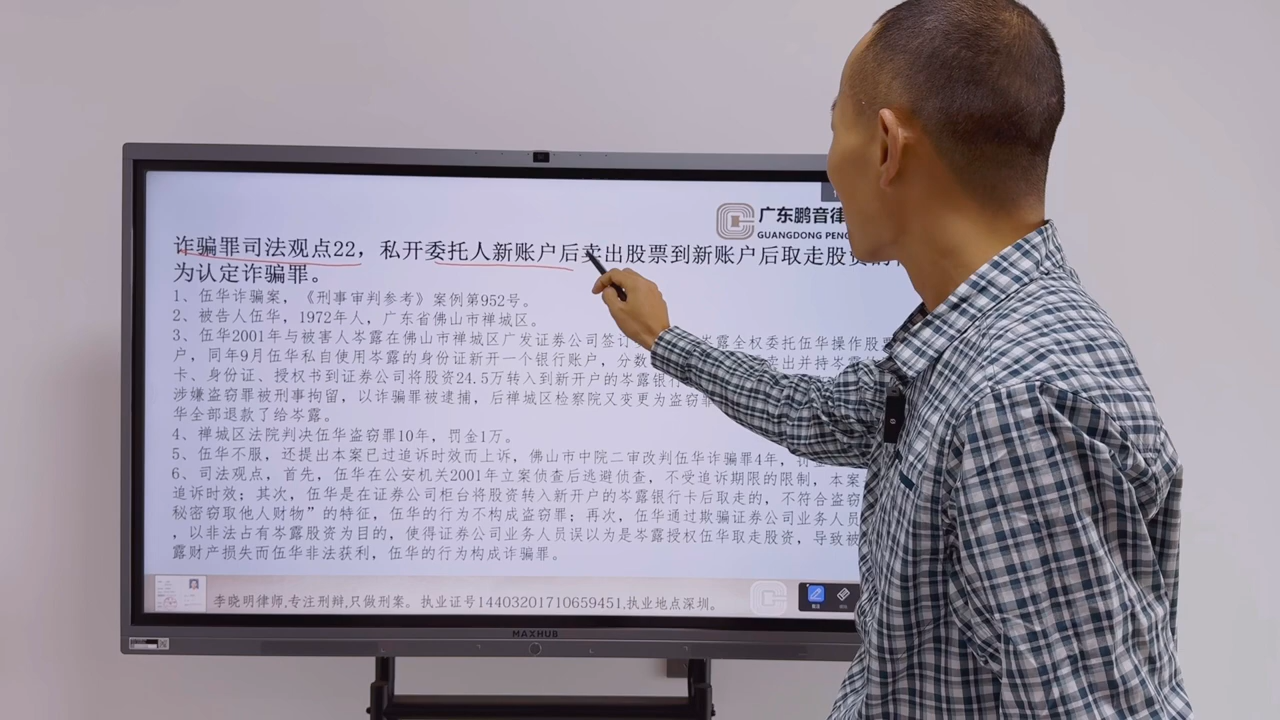 广东鹏音律
GUANGDONG PENG
诈骗罪司法观点22，私开委托人新账户后卖出股票到新账户后取走股资的
为认定诈骗罪。
1、伍华诈骗案，《刑事审判参考》案例第952号。
2、被告人伍华，1972年人，广东省佛山市禅城区。
3、伍华2001年与被害人岑露在佛山市禅城区广发证券公司签订 岑露全权委托伍华操作股票
户，同年9月伍华私自使用岑露的身份证新开一个银行账户，分数 卖出并持岑露
卡、身份证、授权书到证券公司将股资24.5万转入到新开户的岑露银行
涉嫌盗窃罪被刑事拘留，以诈骗罪被逮捕，后禅城区检察院又变更为盗窃罪
华全部退款了给岑露。
4、禅城区法院判决伍华盗窃罪10年，罚金1万。
5、伍华不服，还提出本案已过追诉时效而上诉，佛山市中院二审改判伍华诈骗罪4年，罚金
6、司法观点，首先，伍华在公安机关2001年立案侦查后逃避侦查，不受追诉期限的限制，本案
追诉时效；其次，伍华是在证券公司柜台将股资转入新开户的岑露银行卡后取走的，不符合盗窃
秘密窃取他人财物”的特征，伍华的行为不构成盗窃罪；再次，伍华通过欺骗证券公司业务人员
，以非法占有岑露股资为目的，使得证券公司业务人员误以为是岑露授权伍华取走股资，导致被
露财产损失而伍华非法获利，伍华的行为构成诈骗罪。
李晓明律师，专注刑辩，只做刑案。执业证号14403201710659451，执业地点深圳。
MAXHUB